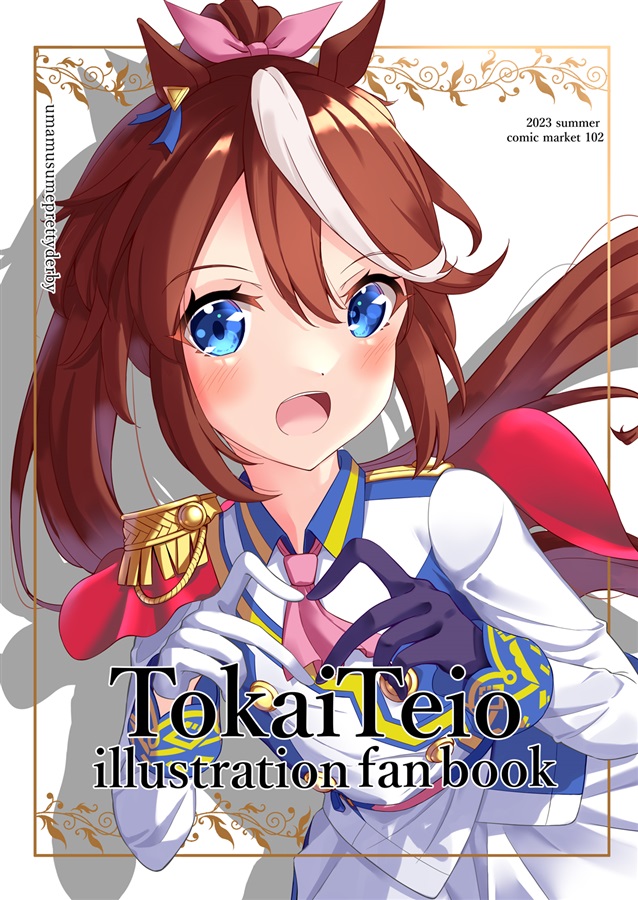 umamusumeprettyderby
2023 summer
comic market 102
TokaiTeio
illustration fan book